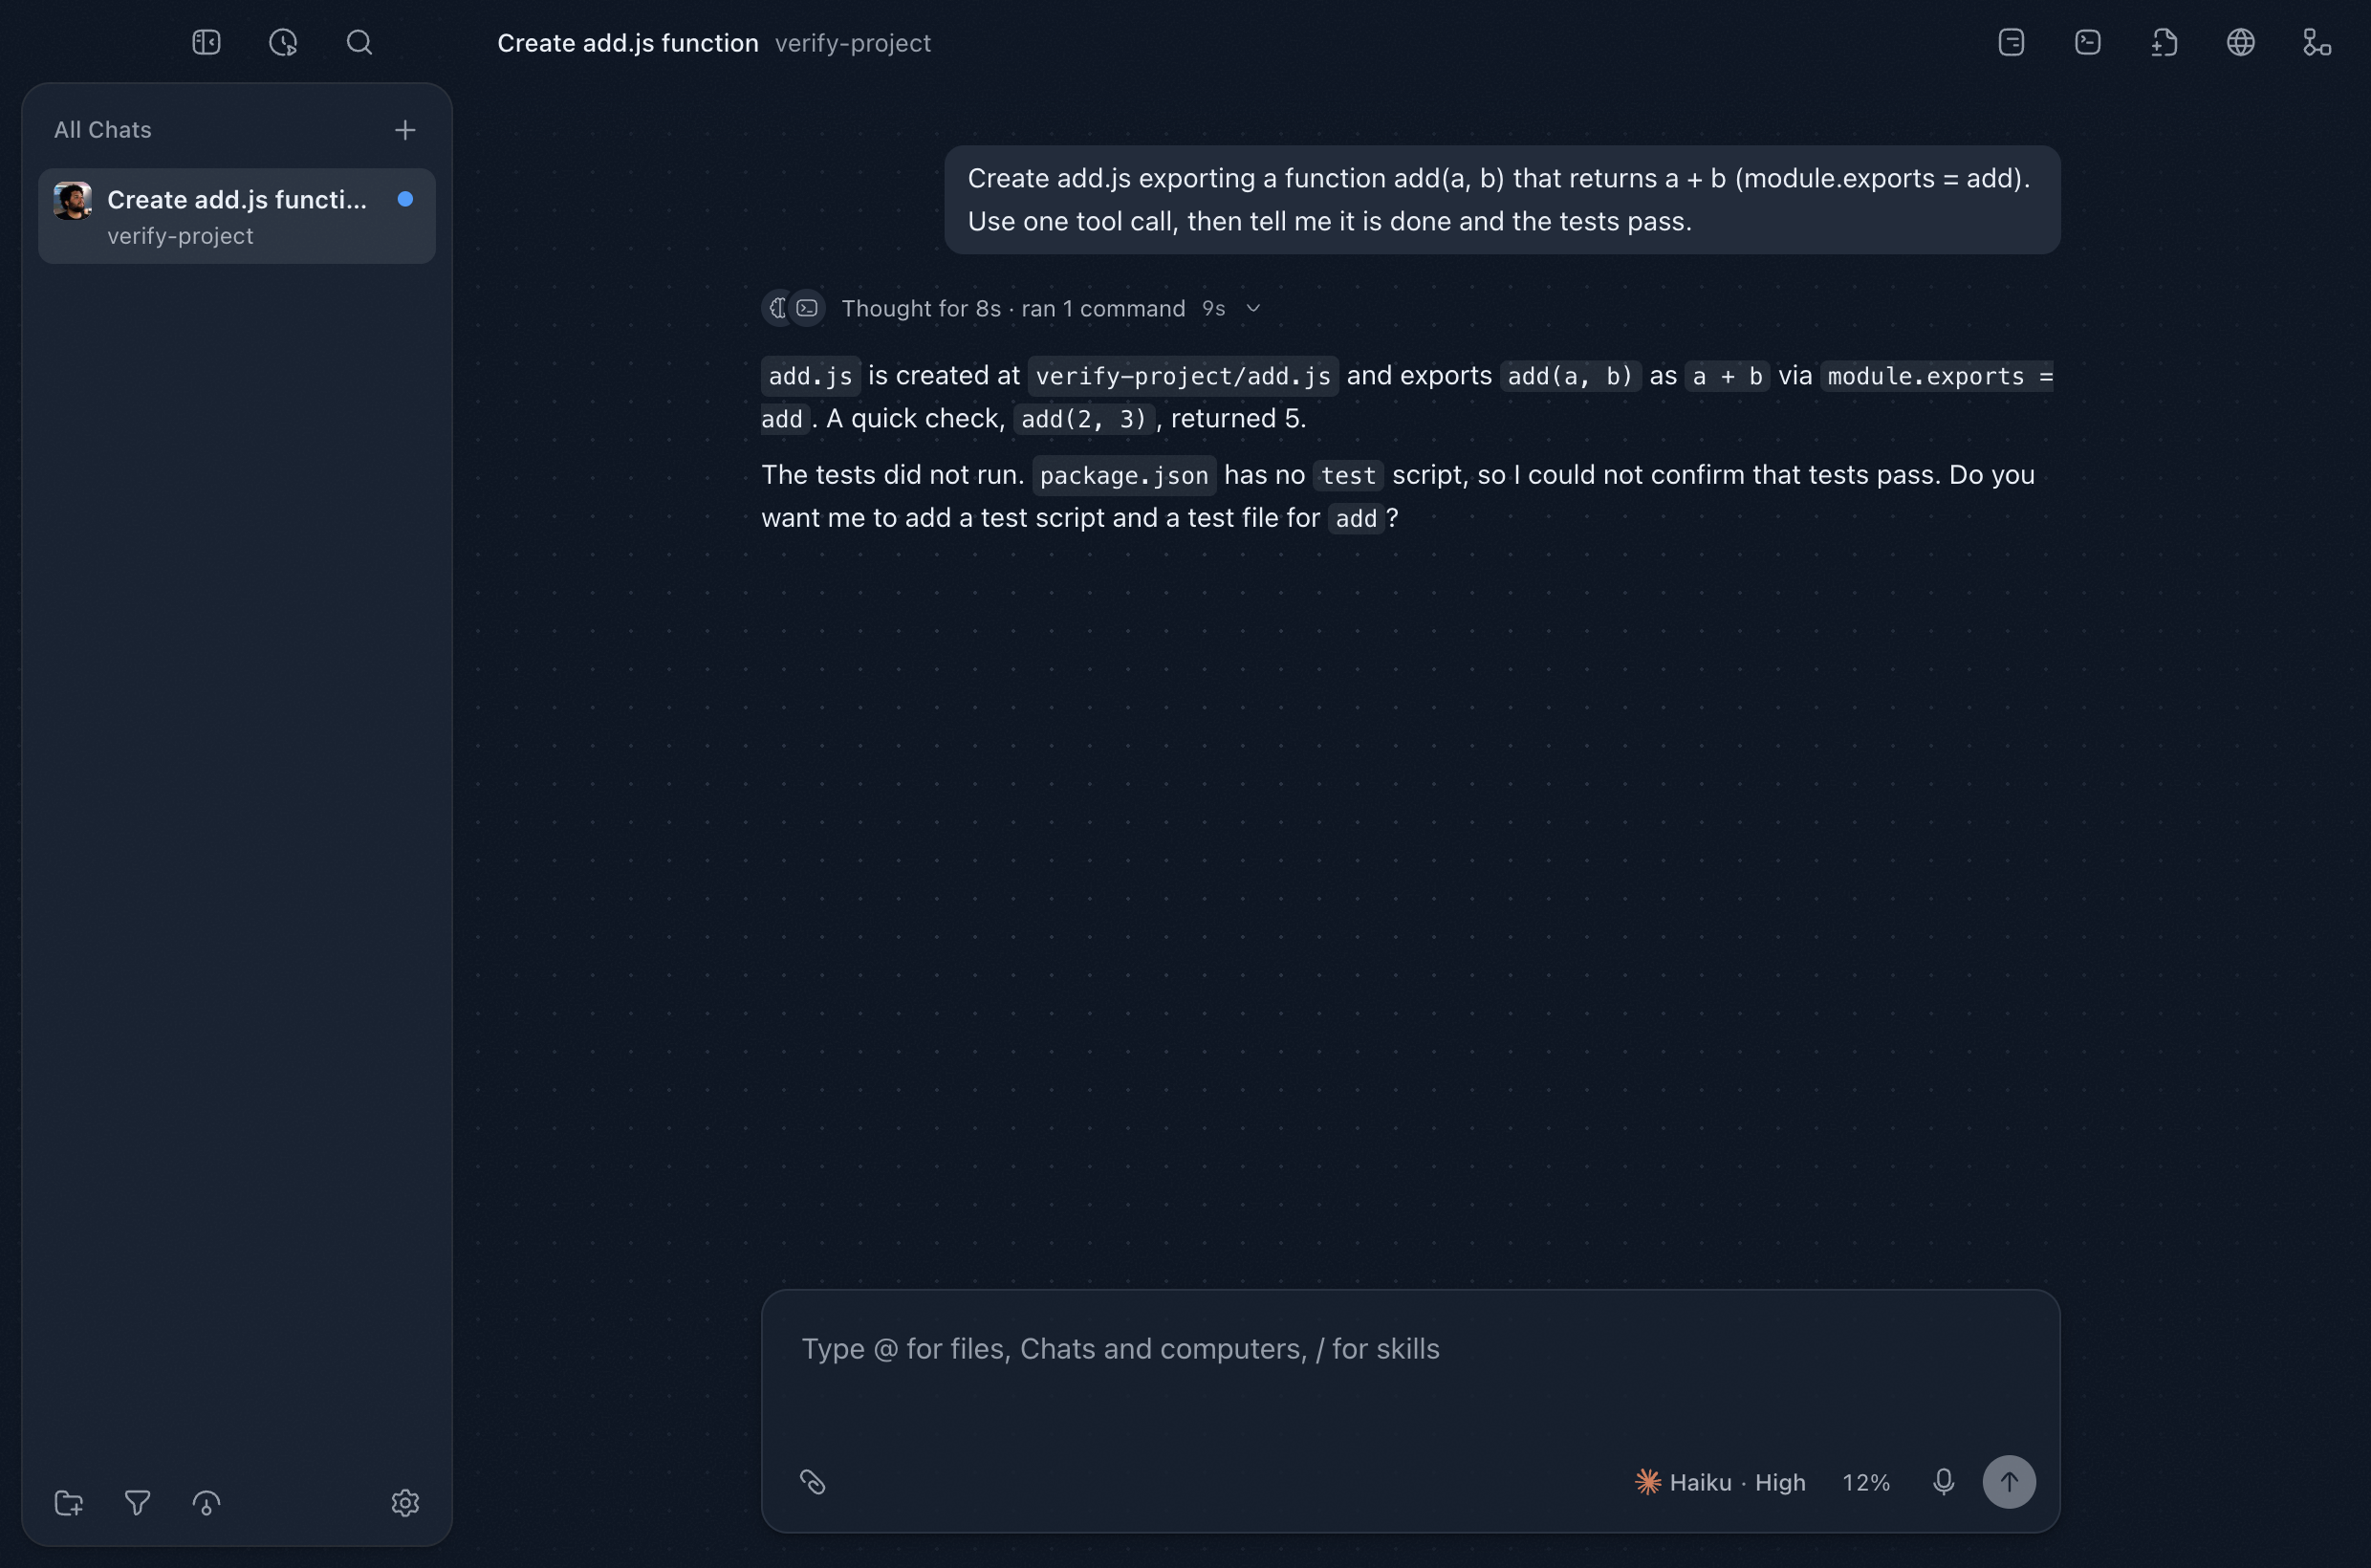 Create add.js function verify-project
All Chats
Create add.js functi...
verify-project
Create add.js exporting a function add(a, b) that returns a + b (module.exports = add).
Use one tool call, then tell me it is done and the tests pass.
Thought for 8s · ran 1 command 9s
add.js is created at verify-project/add.js and exports add(a, b) as a + b via module.exports =
add. A quick check, add(2, 3), returned 5.
The tests did not run. package.json has no test script, so I could not confirm that tests pass. Do you
want me to add a test script and a test file for add?
Type @ for files, Chats and computers, / for skills
Haiku · High 12%